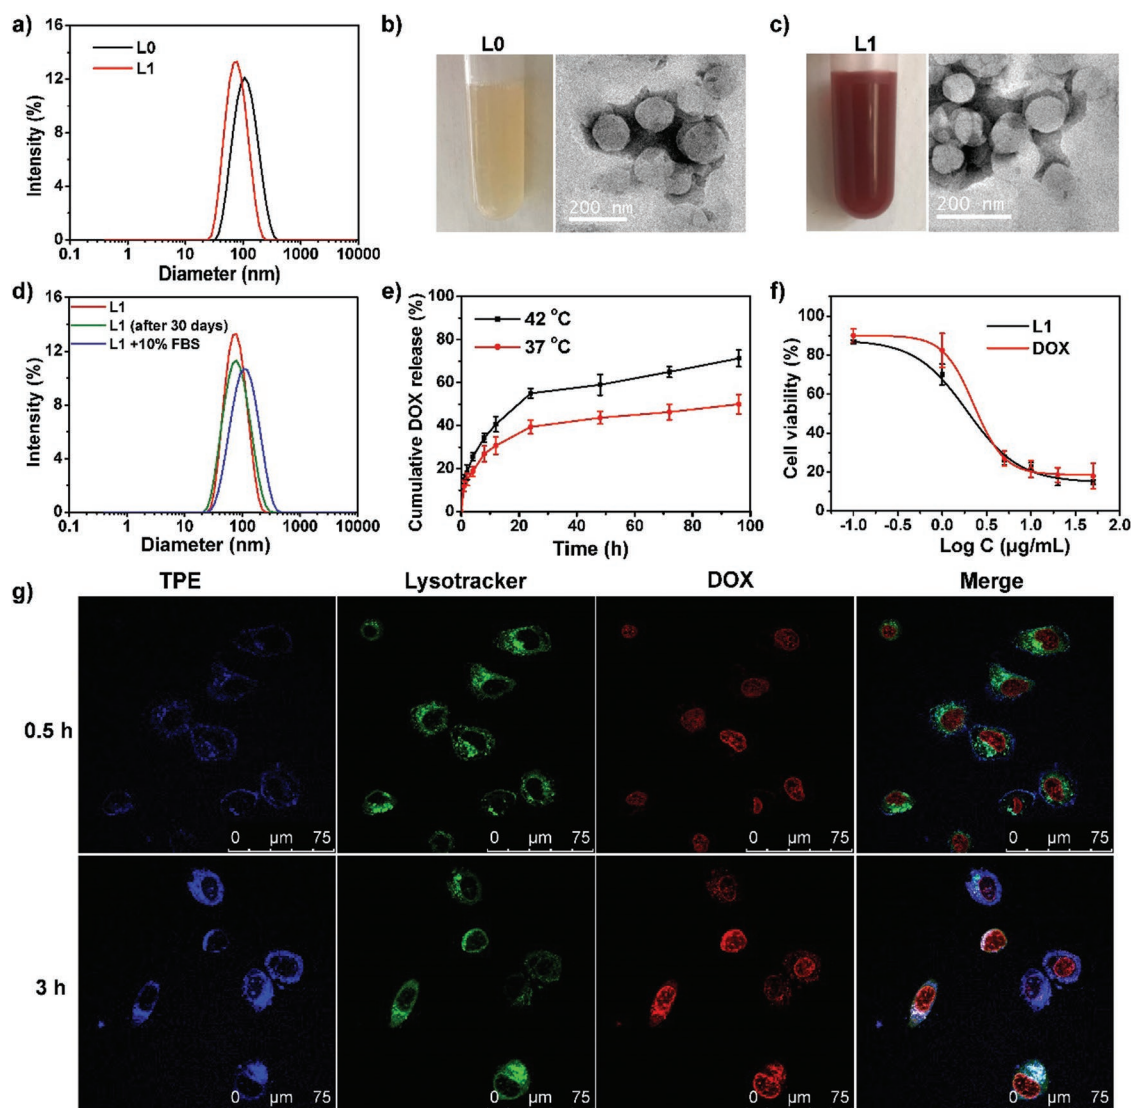 a)
16
12
8
4
0
Intensity (%)
L0
L1
0.1 1 10 100 1000 10000
Diameter (nm)
b)
L0
200 nm
c)
L1
200 nm
d)
16
12
8
4
0
Intensity (%)
L1
L1 (after 30 days)
L1 +10% FBS
0.1 1 10 100 1000 10000
Diameter (nm)
e)
100
80
60
40
20
0
Cumulative DOX release (%)
42 °C
37 °C
0 20 40 60 80 100
Time (h)
f)
100
80
60
40
20
0
Cell viability (%)
L1
DOX
-1.0 -0.5 0.0 0.5 1.0 1.5 2.0
Log C (µg/mL)
g)
TPE Lysotracker DOX Merge
0.5 h
0 µm 75
0 µm 75
0 µm 75
0 µm 75
3 h
0 µm 75
0 µm 75
0 µm 75
0 µm 75